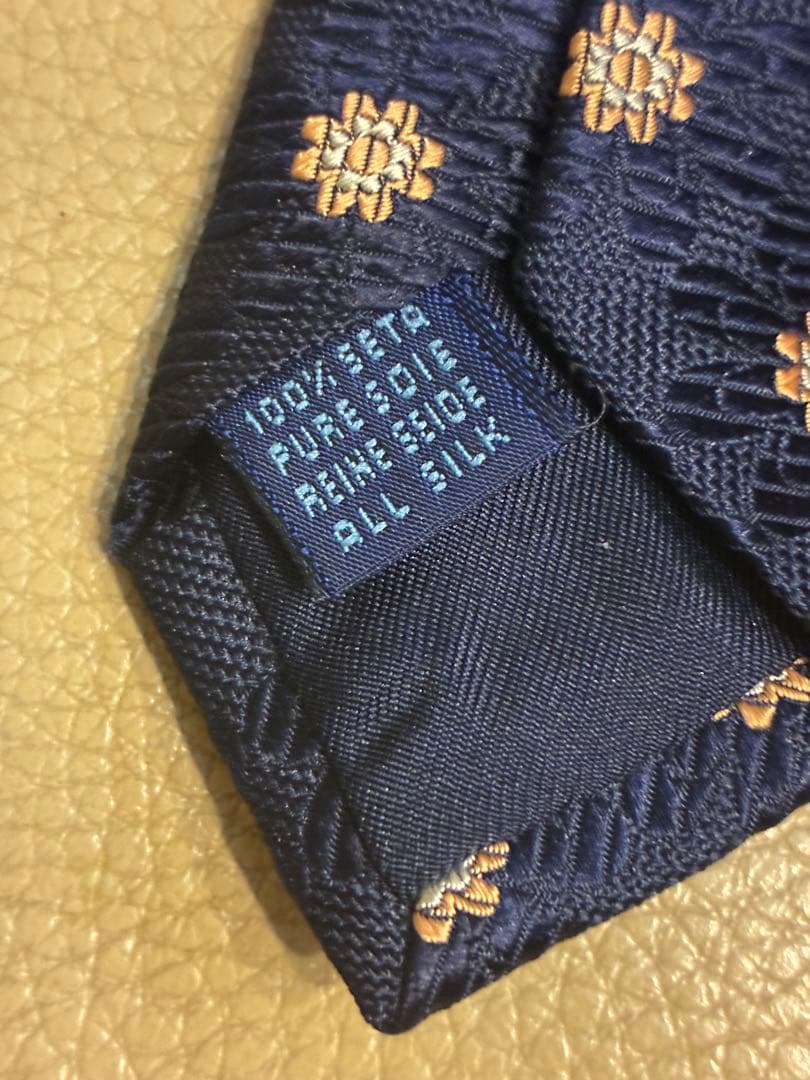 100% SETA
PURE SOIE
REINE SEIDE
ALL SILK